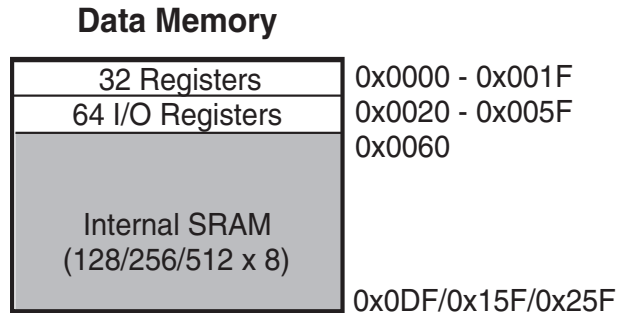 Data Memory
32 Registers 0x0000 - 0x001F
64 I/O Registers 0x0020 - 0x005F
0x0060
Internal SRAM
(128/256/512 x 8)
0x0DF/0x15F/0x25F